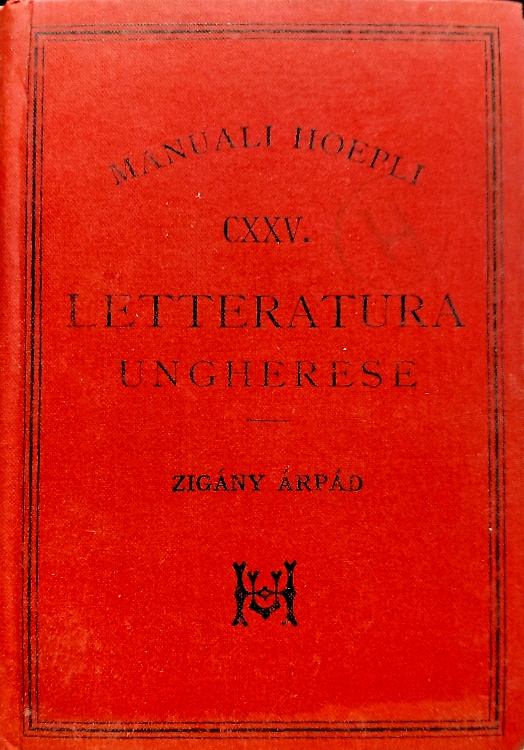 MANUALI HOEPLI
CXXV.
LETTERATURA
UNGHERESE
ZIGÁNY ÁRPÁD